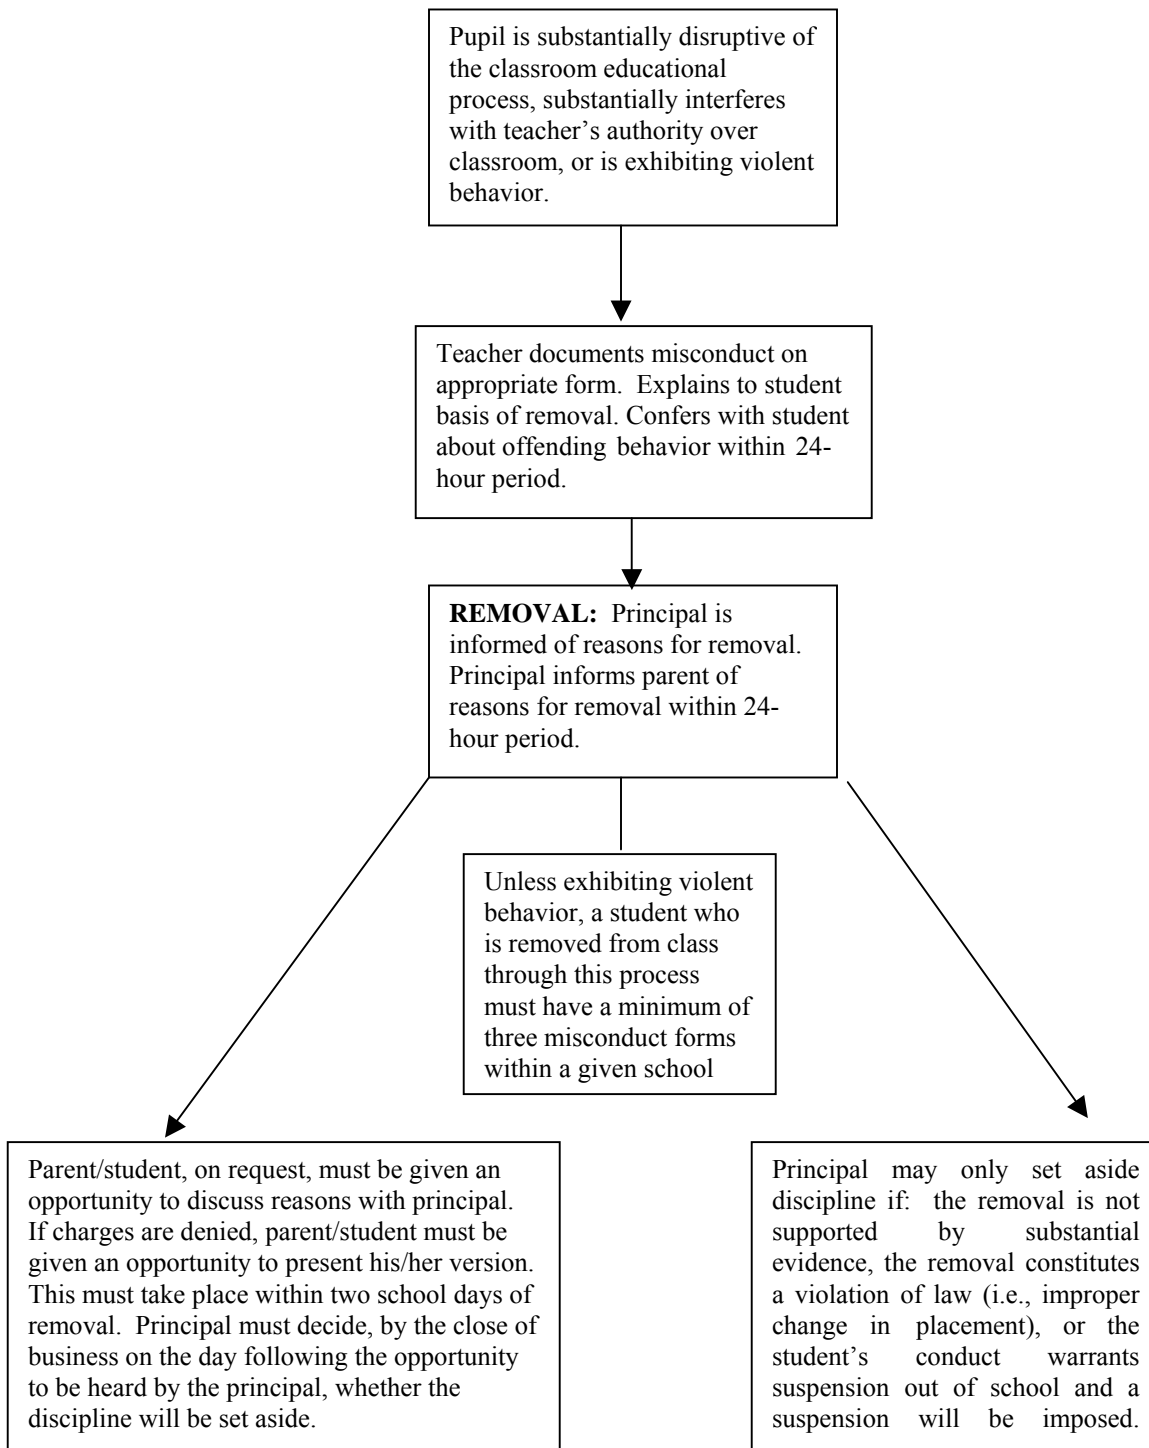 Pupil is substantially disruptive of
the classroom educational
process, substantially interferes
with teacher’s authority over
classroom, or is exhibiting violent
behavior.
Teacher documents misconduct on
appropriate form. Explains to student
basis of removal. Confers with student
about offending behavior within 24-
hour period.
REMOVAL: Principal is
informed of reasons for removal.
Principal informs parent of
reasons for removal within 24-
hour period.
Unless exhibiting violent
behavior, a student who
is removed from class
through this process
must have a minimum of
three misconduct forms
within a given school
Parent/student, on request, must be given an
opportunity to discuss reasons with principal.
If charges are denied, parent/student must be
given an opportunity to present his/her version.
This must take place within two school days of
removal. Principal must decide, by the close of
business on the day following the opportunity
to be heard by the principal, whether the
discipline will be set aside.
Principal may only set aside
discipline if: the removal is not
supported by substantial
evidence, the removal constitutes
a violation of law (i.e., improper
change in placement), or the
student’s conduct warrants
suspension out of school and a
suspension will be imposed.